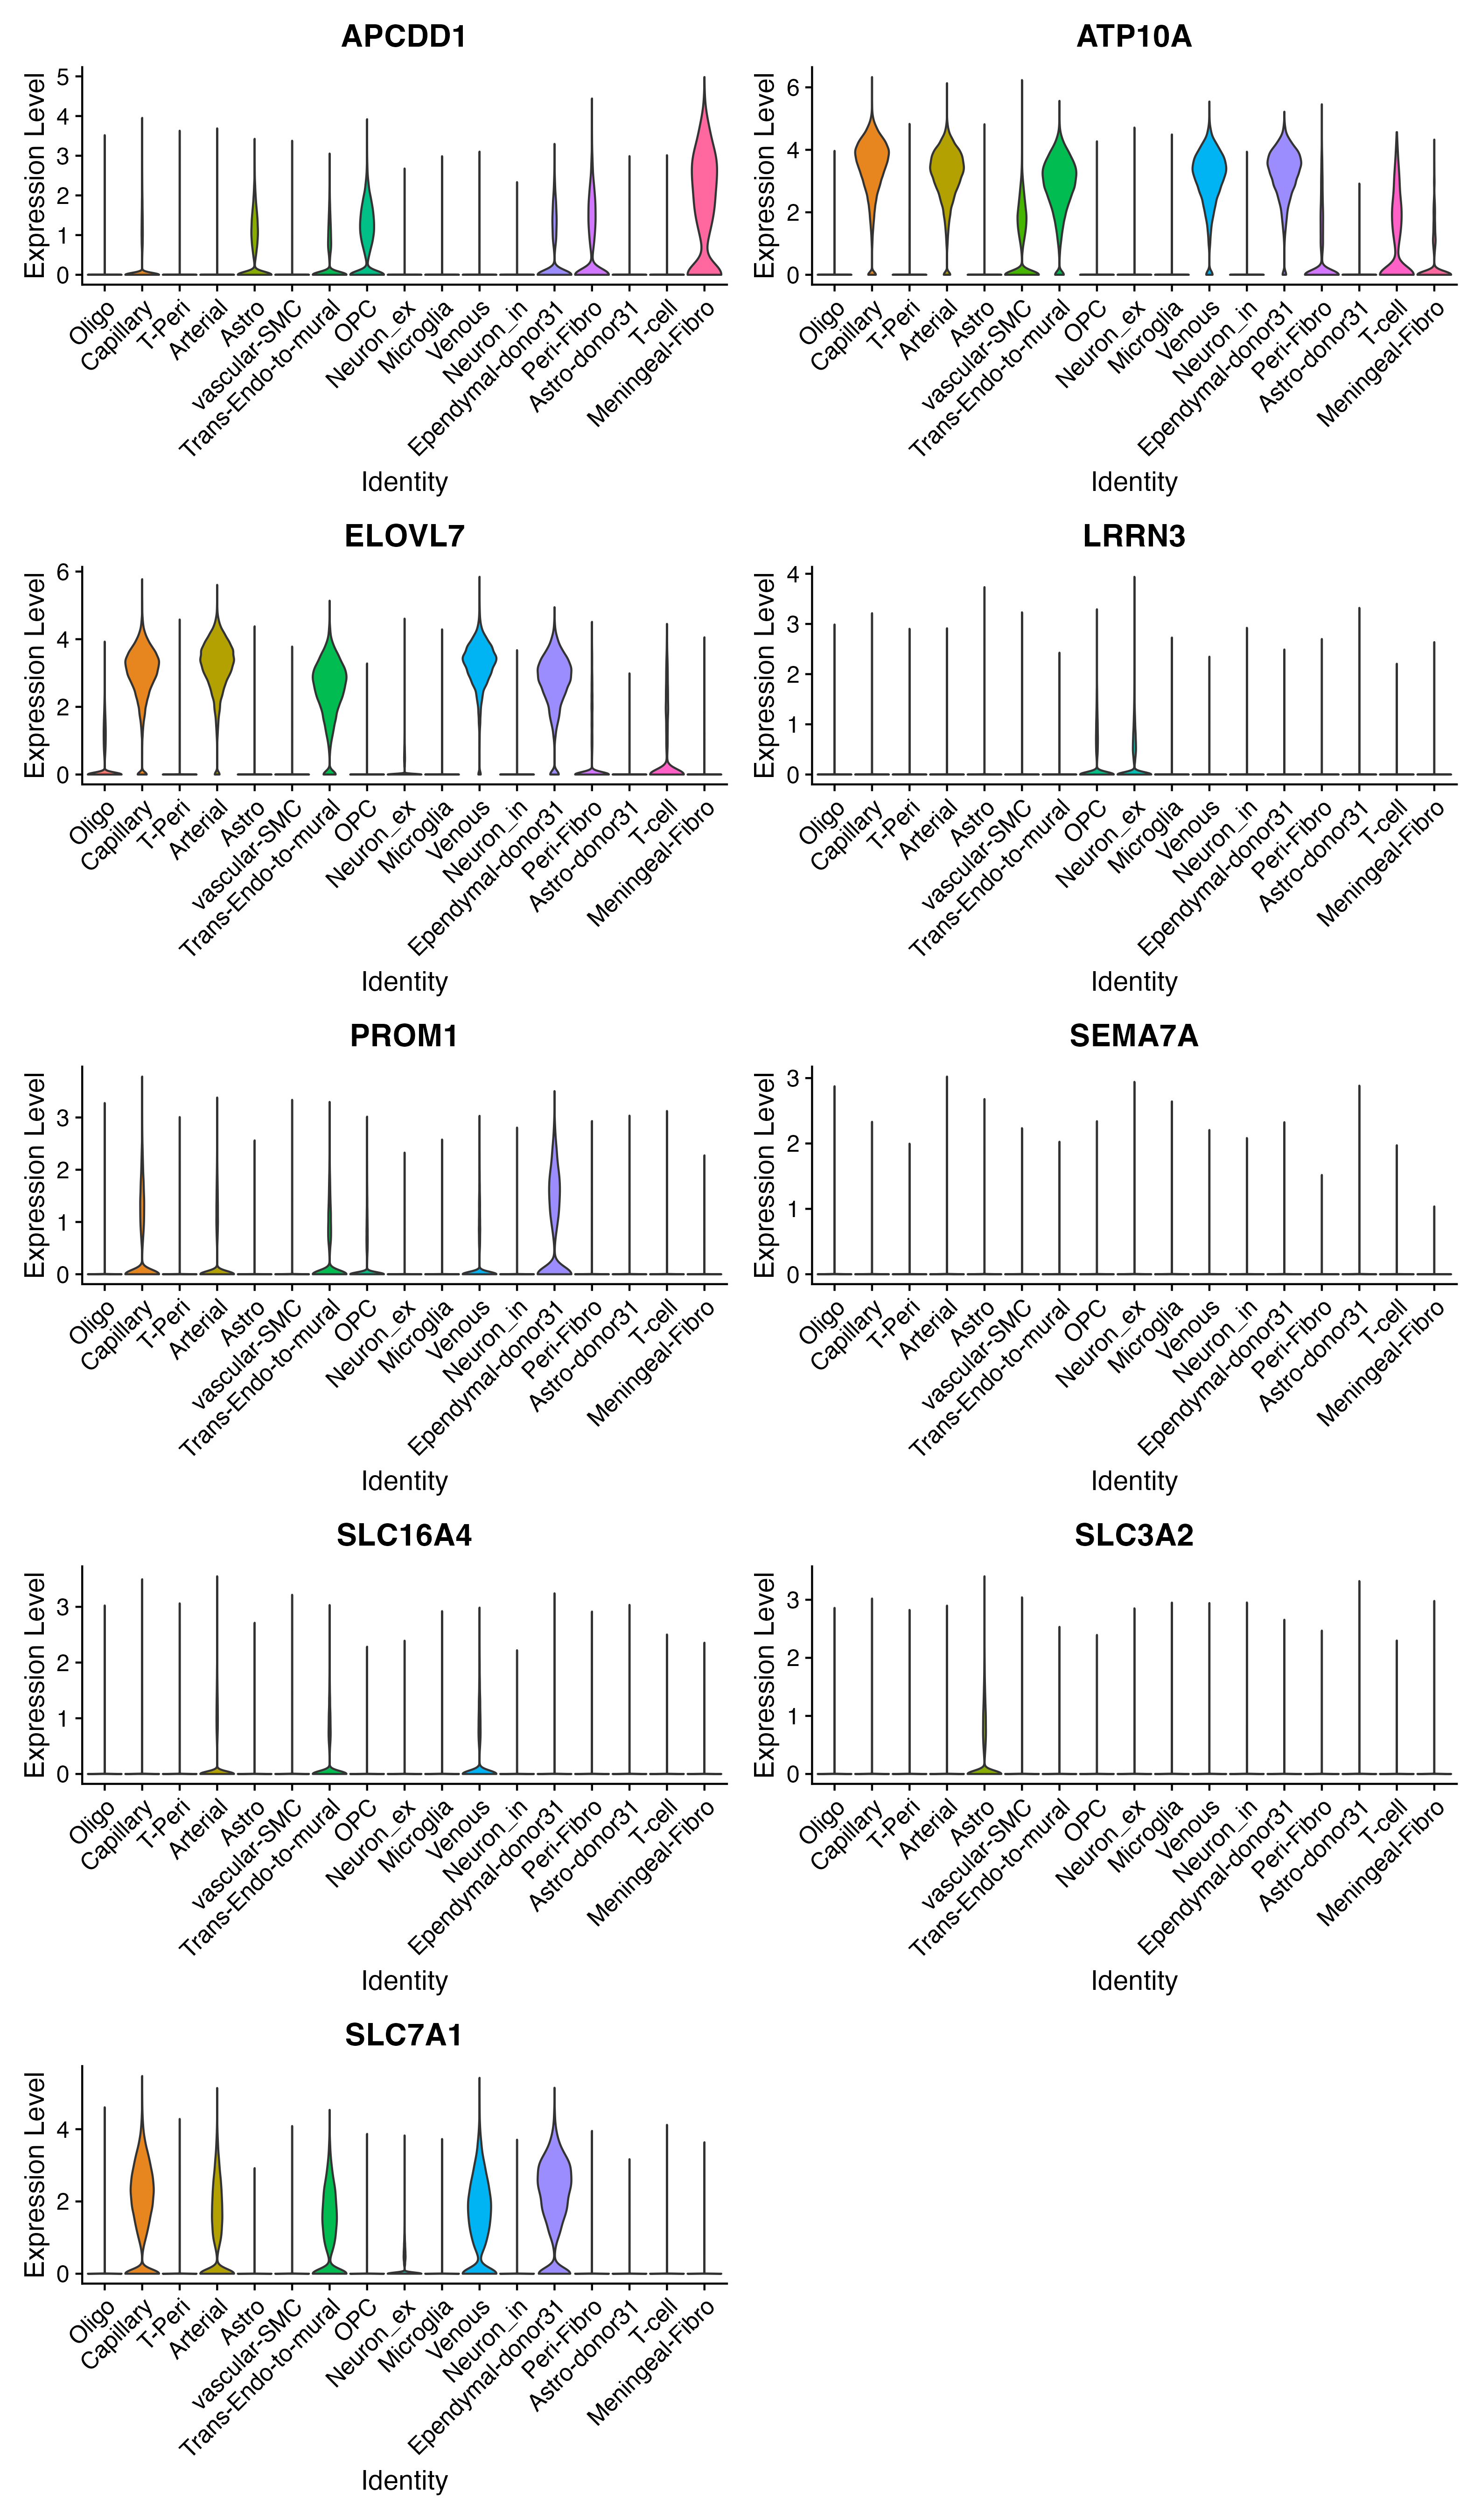 APCDD1
Expression Level
5
4
3
2
1
0
Oligo
Capillary
T-Peri
Arterial
Astro
vascular-SMC
Trans-Endo-to-mural
OPC
Neuron_ex
Microglia
Venous
Neuron_in
Ependymal-donor31
Peri-Fibro
Astro-donor31
T-cell
Meningeal-Fibro
Identity
ATP10A
Expression Level
6
4
2
0
Oligo
Capillary
T-Peri
Arterial
Astro
vascular-SMC
Trans-Endo-to-mural
OPC
Neuron_ex
Microglia
Venous
Neuron_in
Ependymal-donor31
Peri-Fibro
Astro-donor31
T-cell
Meningeal-Fibro
Identity
ELOVL7
Expression Level
6
4
2
0
Oligo
Capillary
T-Peri
Arterial
Astro
vascular-SMC
Trans-Endo-to-mural
OPC
Neuron_ex
Microglia
Venous
Neuron_in
Ependymal-donor31
Peri-Fibro
Astro-donor31
T-cell
Meningeal-Fibro
Identity
LRRN3
Expression Level
4
3
2
1
0
Oligo
Capillary
T-Peri
Arterial
Astro
vascular-SMC
Trans-Endo-to-mural
OPC
Neuron_ex
Microglia
Venous
Neuron_in
Ependymal-donor31
Peri-Fibro
Astro-donor31
T-cell
Meningeal-Fibro
Identity
PROM1
Expression Level
3
2
1
0
Oligo
Capillary
T-Peri
Arterial
Astro
vascular-SMC
Trans-Endo-to-mural
OPC
Neuron_ex
Microglia
Venous
Neuron_in
Ependymal-donor31
Peri-Fibro
Astro-donor31
T-cell
Meningeal-Fibro
Identity
SEMA7A
Expression Level
3
2
1
0
Oligo
Capillary
T-Peri
Arterial
Astro
vascular-SMC
Trans-Endo-to-mural
OPC
Neuron_ex
Microglia
Venous
Neuron_in
Ependymal-donor31
Peri-Fibro
Astro-donor31
T-cell
Meningeal-Fibro
Identity
SLC16A4
Expression Level
3
2
1
0
Oligo
Capillary
T-Peri
Arterial
Astro
vascular-SMC
Trans-Endo-to-mural
OPC
Neuron_ex
Microglia
Venous
Neuron_in
Ependymal-donor31
Peri-Fibro
Astro-donor31
T-cell
Meningeal-Fibro
Identity
SLC3A2
Expression Level
3
2
1
0
Oligo
Capillary
T-Peri
Arterial
Astro
vascular-SMC
Trans-Endo-to-mural
OPC
Neuron_ex
Microglia
Venous
Neuron_in
Ependymal-donor31
Peri-Fibro
Astro-donor31
T-cell
Meningeal-Fibro
Identity
SLC7A1
Expression Level
4
2
0
Oligo
Capillary
T-Peri
Arterial
Astro
vascular-SMC
Trans-Endo-to-mural
OPC
Neuron_ex
Microglia
Venous
Neuron_in
Ependymal-donor31
Peri-Fibro
Astro-donor31
T-cell
Meningeal-Fibro
Identity